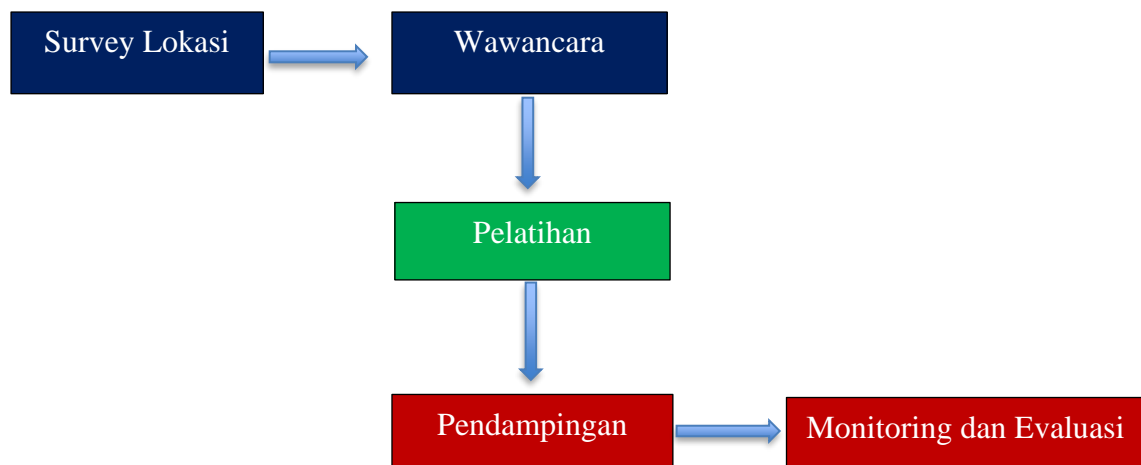 Survey Lokasi
Wawancara
Pelatihan
Pendampingan
Monitoring dan Evaluasi